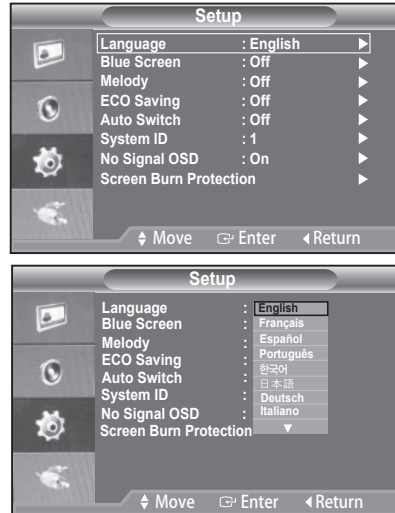 Setup
Language : English
Blue Screen : Off
Melody : Off
ECO Saving : Off
Auto Switch : Off
System ID : 1
No Signal OSD : On
Screen Burn Protection
Move Enter Return
Setup
Language : English
Blue Screen : Français
Melody : Español
ECO Saving : Português
한국어
Auto Switch : 日本語
System ID : Deutsch
No Signal OSD : Italiano
Screen Burn Protection
Move Enter Return